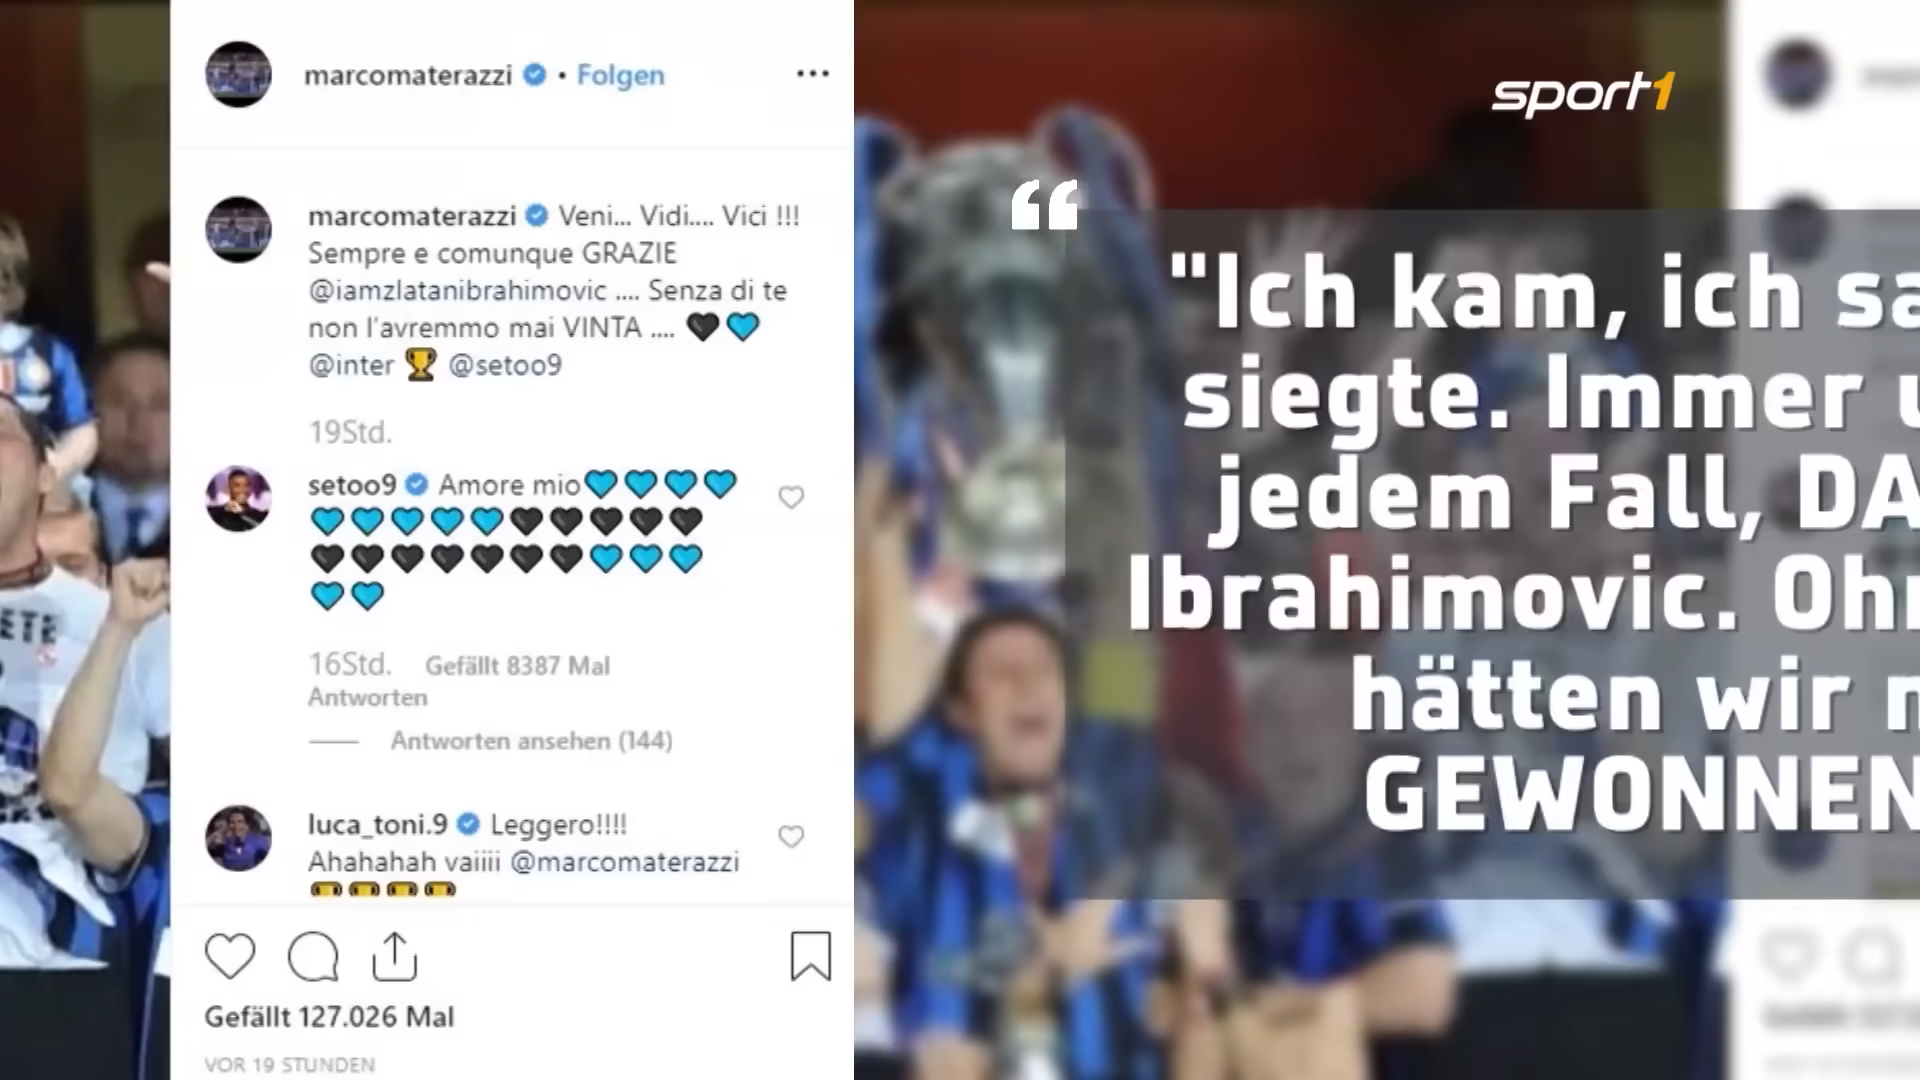 marcomaterazzi • Folgen
marcomaterazzi Veni... Vidi.... Vici !!!
Sempre e comunque GRAZIE
@iamzlatanibrahimovic .... Senza di te
non l'avremmo mai VINTA .... 🖤💙
@inter 🏆 @setoo9
19Std.
setoo9 Amore mio💙💙💙💙
💙💙💙💙💙🖤🖤🖤🖤🖤
🖤🖤🖤🖤🖤🖤🖤💙💙💙
💙💙
16Std. Gefällt 8387 Mal
Antworten
Antworten ansehen (144)
luca_toni.9 Leggero!!!!
Ahahahah vaiiii @marcomaterazzi
Gefällt 127.026 Mal
VOR 19 STUNDEN
sport1
"Ich kam, ich sa
siegte. Immer u
jedem Fall, DA
Ibrahimovic. Oh
hätten wir
GEWONNEN